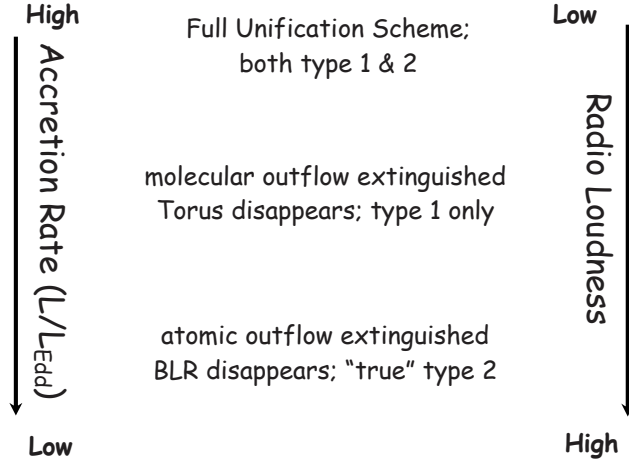 High
Low
Full Unification Scheme;
both type 1 & 2
Accretion Rate (L/L_Edd)
Radio Loudness
molecular outflow extinguished
Torus disappears; type 1 only
atomic outflow extinguished
BLR disappears; “true” type 2
Low
High